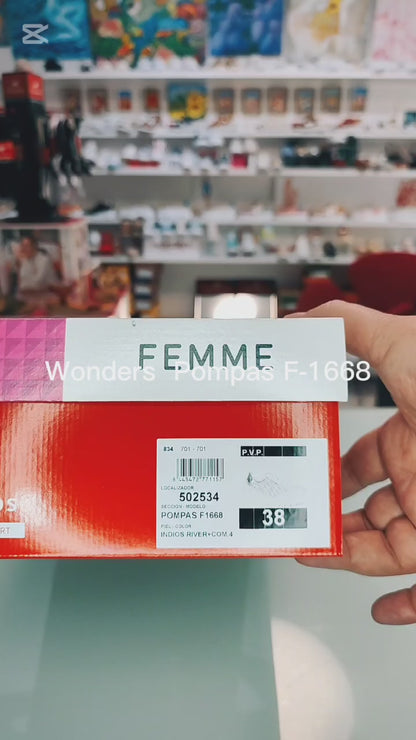 FEMME
Wonders Pompas F-1668
834 701 - 701
P.V.P.
LOCALIZADOR
502534
SECCION - MODELO
POMPAS F1668
38
PIEL - COLOR
INDIOS RIVER+COM.4
RT